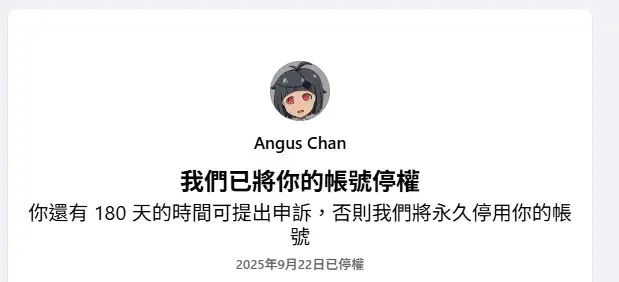 Angus Chan
我們已將你的帳號停權
你還有 180 天的時間可提出申訴，否則我們將永久停用你的帳
號
2025年9月22日已停權